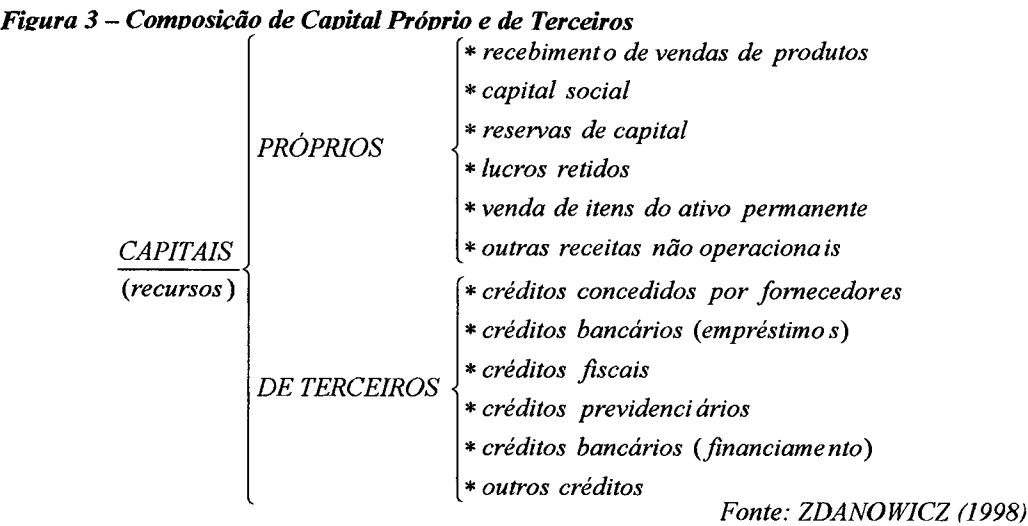 Figura 3 – Composição de Capital Próprio e de Terceiros
CAPITAIS
(recursos)
PRÓPRIOS
* recebimento de vendas de produtos
* capital social
* reservas de capital
* lucros retidos
* venda de itens do ativo permanente
* outras receitas não operacionais
DE TERCEIROS
* créditos concedidos por fornecedores
* créditos bancários (empréstimos)
* créditos fiscais
* créditos previdenciários
* créditos bancários (financiamento)
* outros créditos
Fonte: ZDANOWICZ (1998)